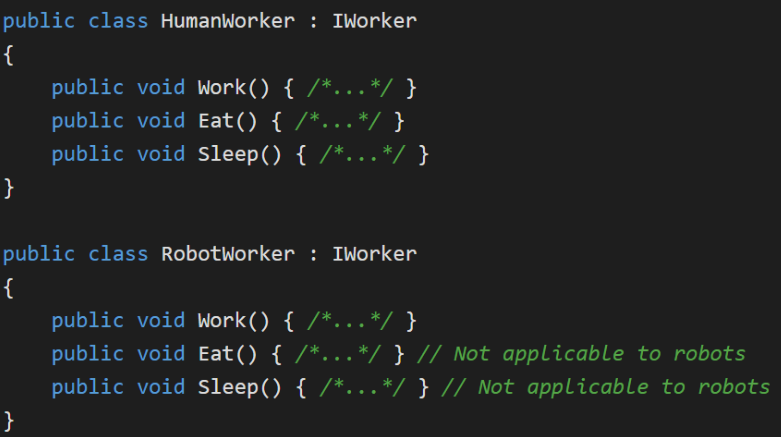 public class HumanWorker : IWorker
{
    public void Work() { /*...*/ }
    public void Eat() { /*...*/ }
    public void Sleep() { /*...*/ }
}
public class RobotWorker : IWorker
{
    public void Work() { /*...*/ }
    public void Eat() { /*...*/ } // Not applicable to robots
    public void Sleep() { /*...*/ } // Not applicable to robots
}